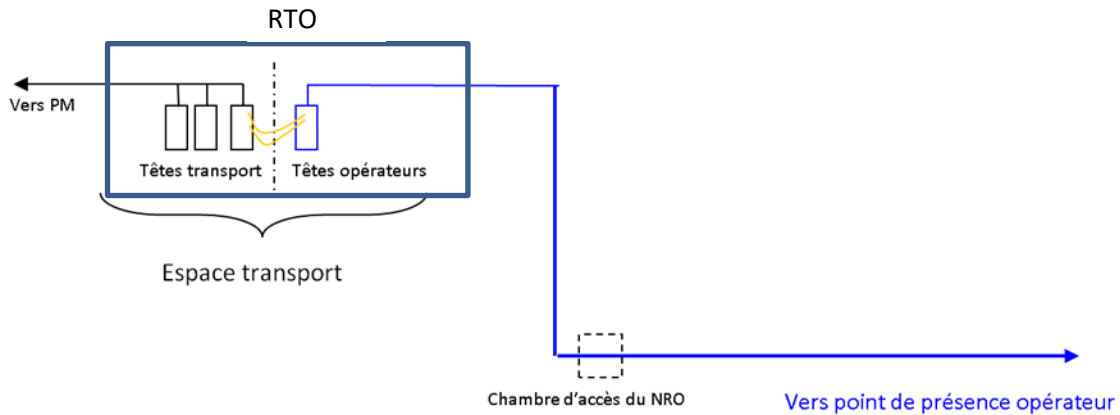 RTO
Vers PM
Têtes transport
Têtes opérateurs
Espace transport
Chambre d'accès du NRO
Vers point de présence opérateur